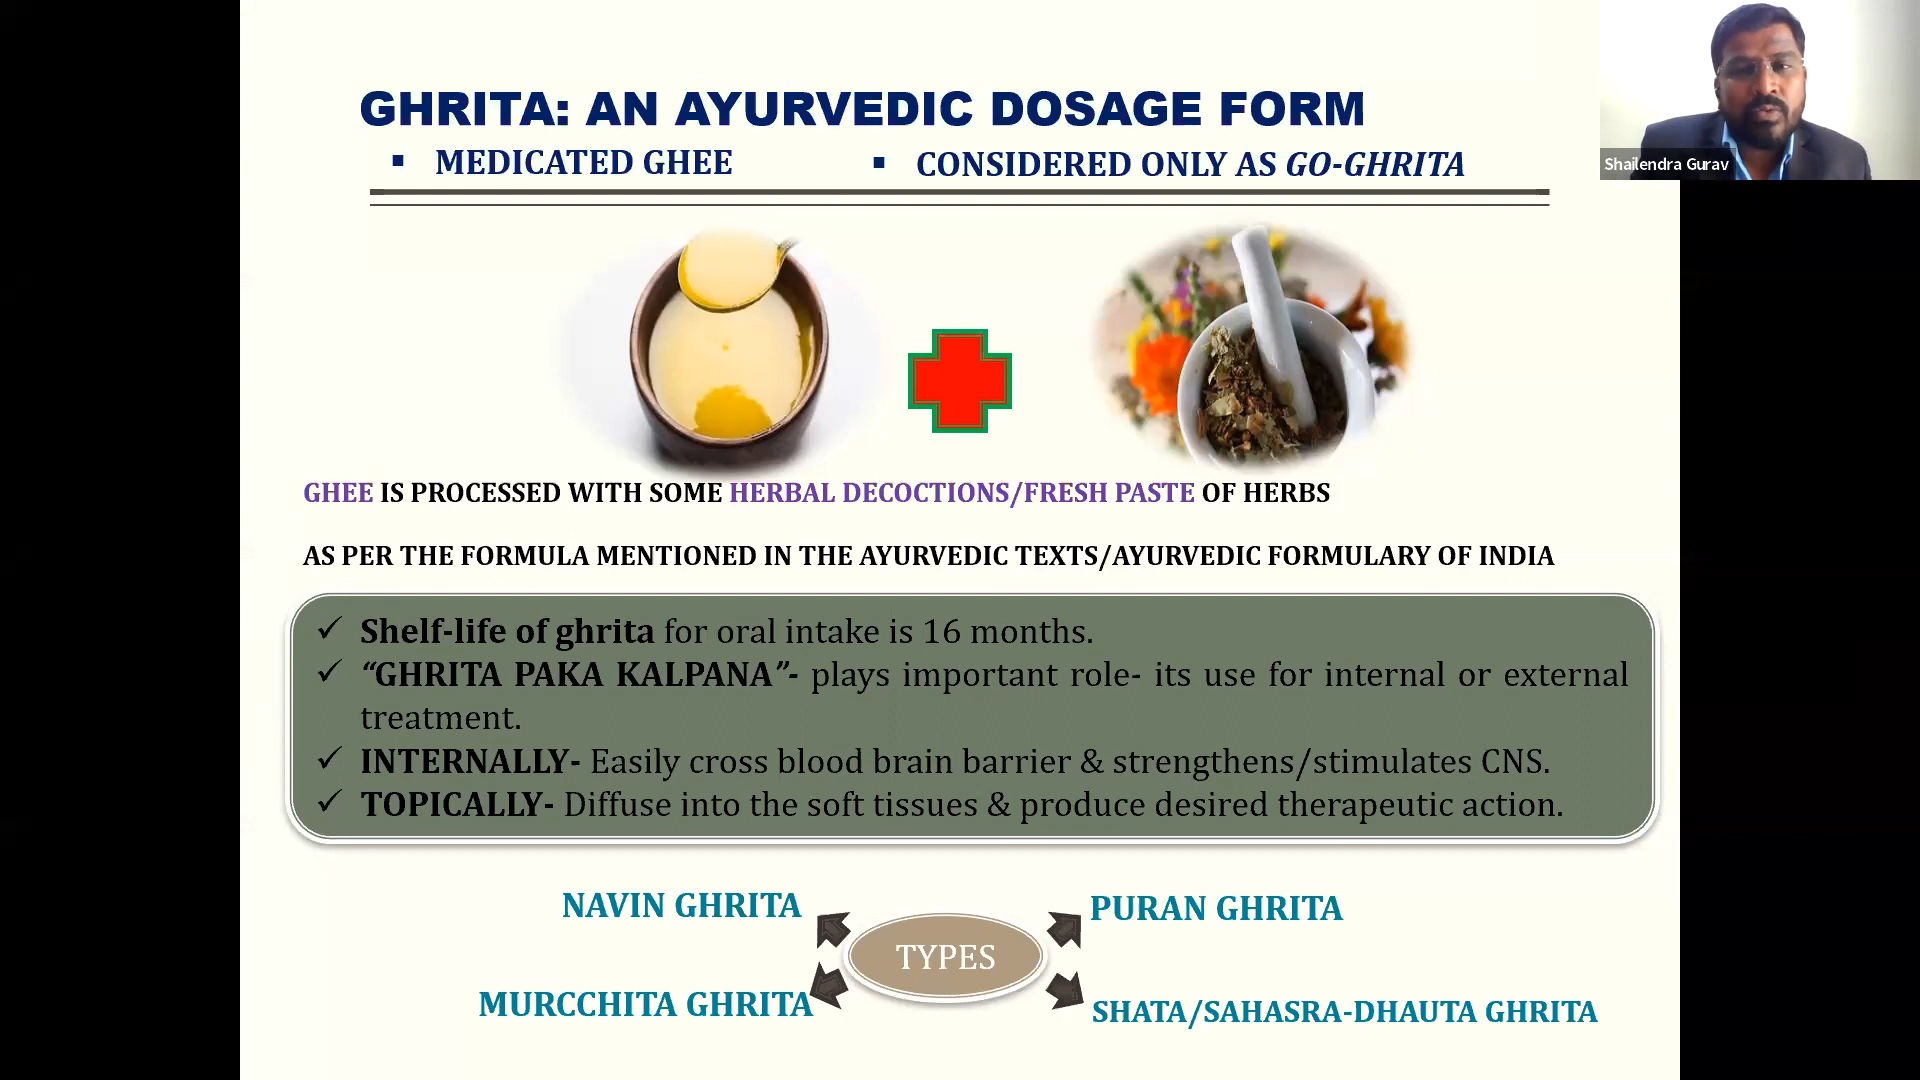 GHRITA: AN AYURVEDIC DOSAGE FORM
▪ MEDICATED GHEE ▪ CONSIDERED ONLY AS GO-GHRITA
Shailendra Gurav
GHEE IS PROCESSED WITH SOME HERBAL DECOCTIONS/FRESH PASTE OF HERBS
AS PER THE FORMULA MENTIONED IN THE AYURVEDIC TEXTS/AYURVEDIC FORMULARY OF INDIA
✓ Shelf-life of ghrita for oral intake is 16 months.
✓ “GHRITA PAKA KALPANA”- plays important role- its use for internal or external
treatment.
✓ INTERNALLY- Easily cross blood brain barrier & strengthens/stimulates CNS.
✓ TOPICALLY- Diffuse into the soft tissues & produce desired therapeutic action.
NAVIN GHRITA
PURAN GHRITA
TYPES
MURCCHITA GHRITA
SHATA/SAHASRA-DHAUTA GHRITA